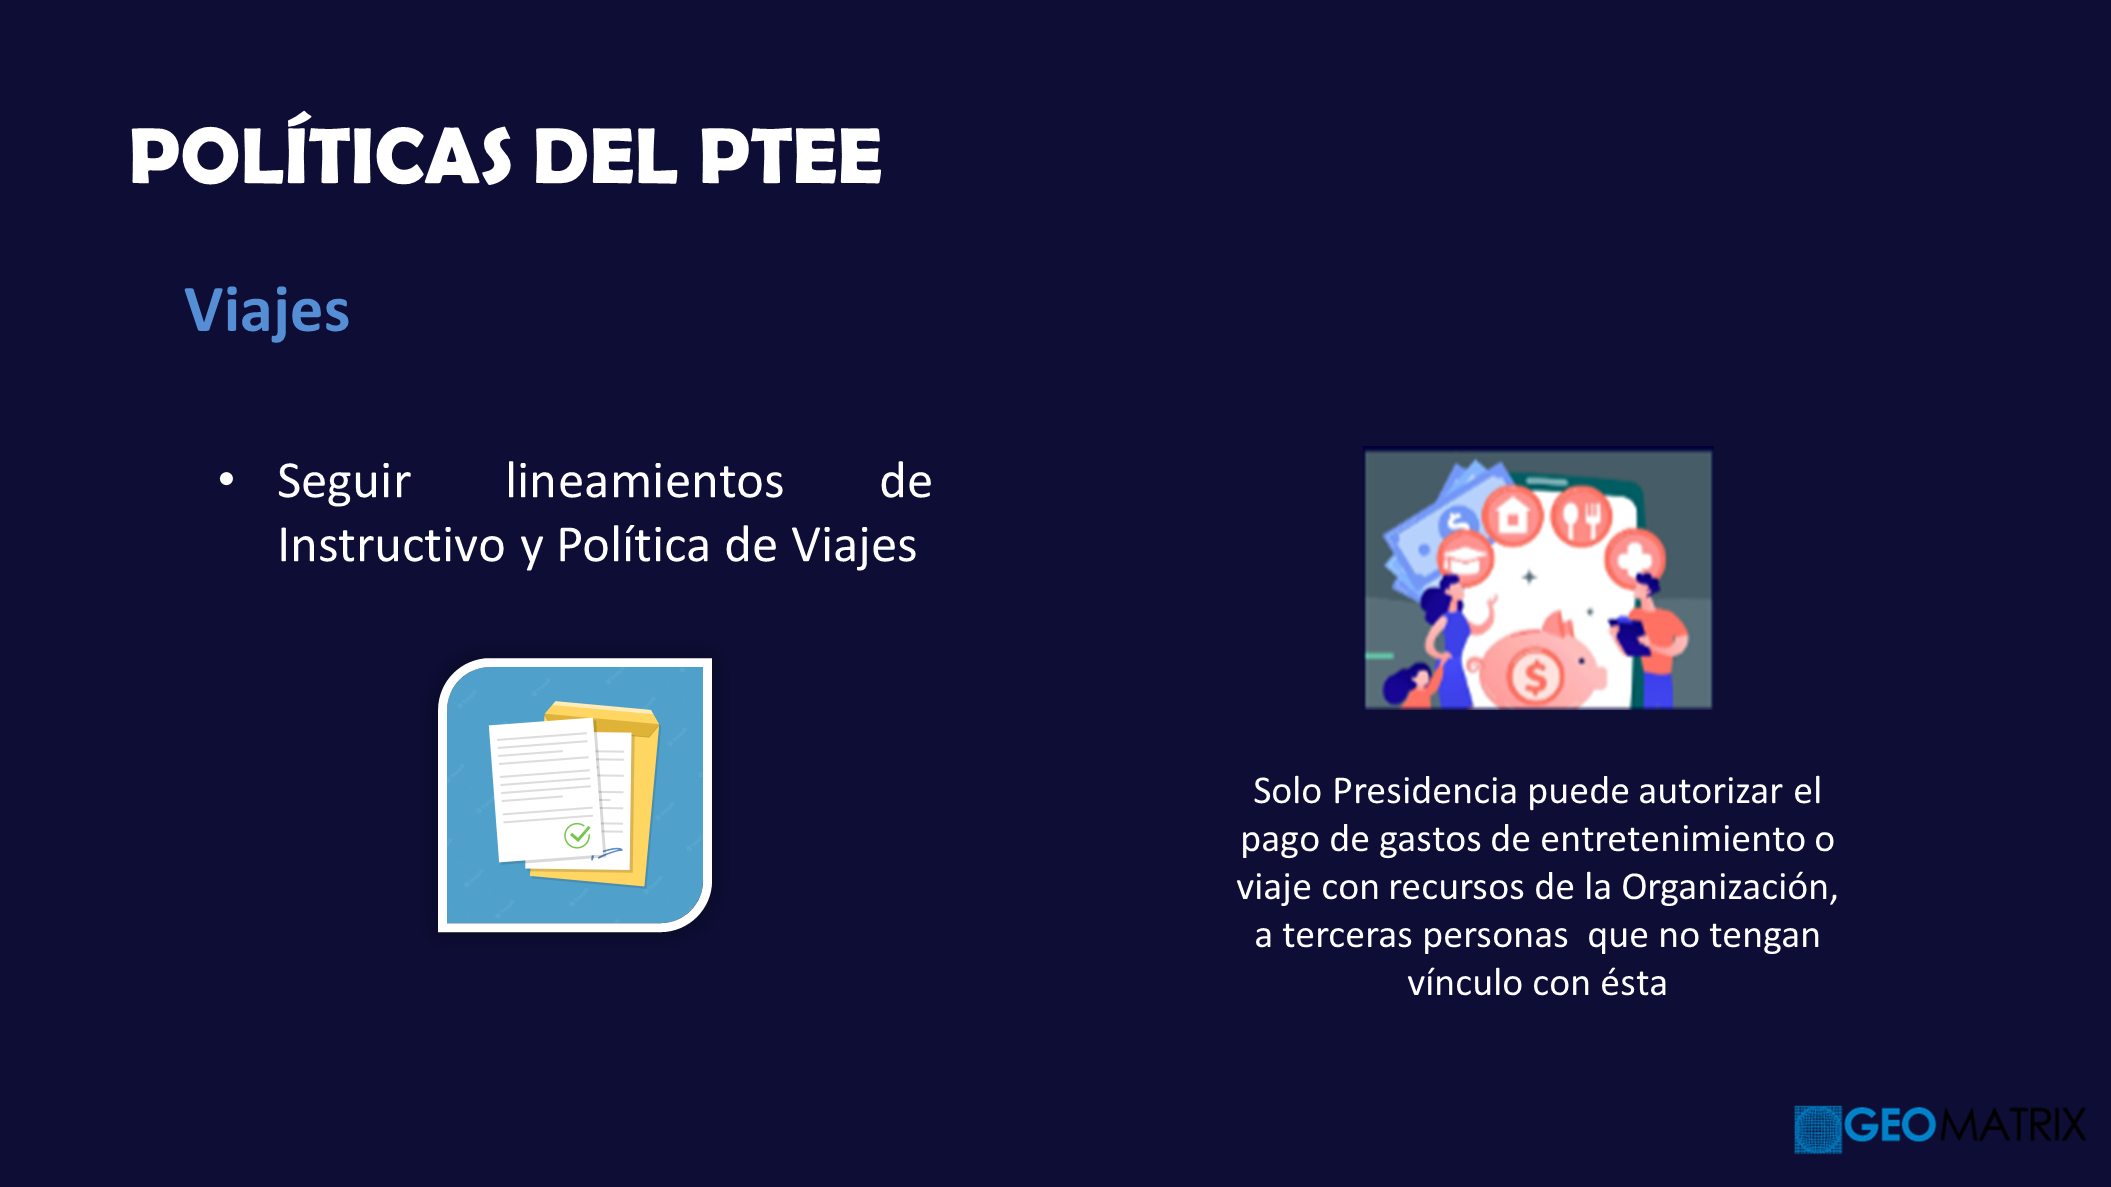 POLÍTICAS DEL PTEE
Viajes
• Seguir lineamientos de
Instructivo y Política de Viajes
$
Solo Presidencia puede autorizar el
pago de gastos de entretenimiento o
viaje con recursos de la Organización,
a terceras personas  que no tengan
vínculo con ésta
GEOMATRIX